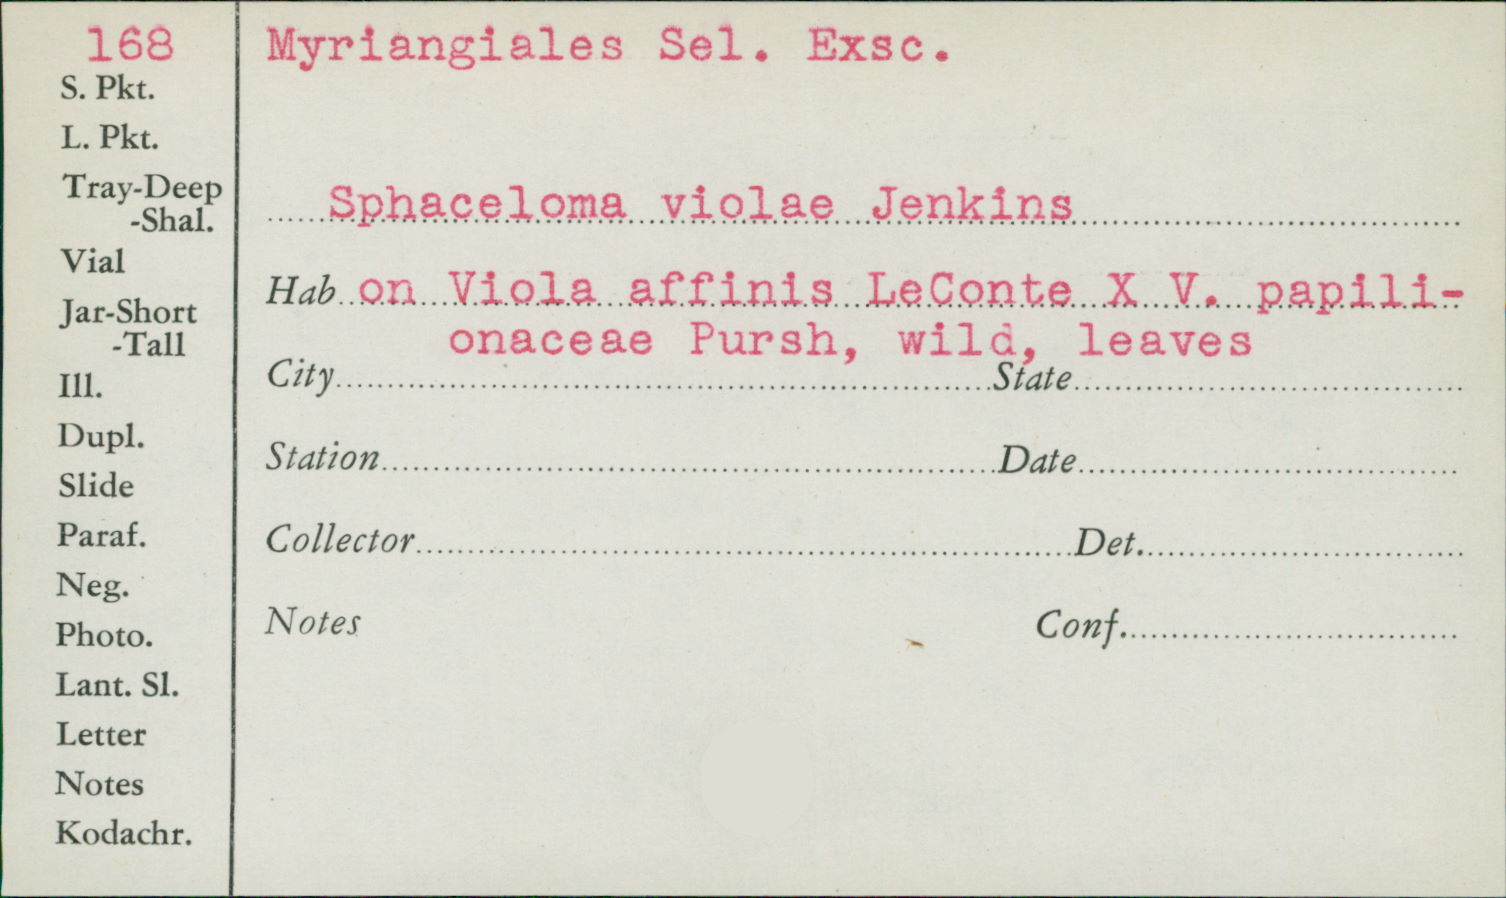 168
Myriangiales Sel. Exsc.
S. Pkt.
L. Pkt.
Tray-Deep
-Shal.
Vial
Jar-Short
-Tall
Ill.
Dupl.
Slide
Paraf.
Neg.
Photo.
Lant. Sl.
Letter
Notes
Kodachr.
Sphaceloma violae Jenkins
Hab on Viola affinis LeConte X V. papili-
onaceae Pursh, wild, leaves
City State
Station Date
Collector Det.
Notes Conf.